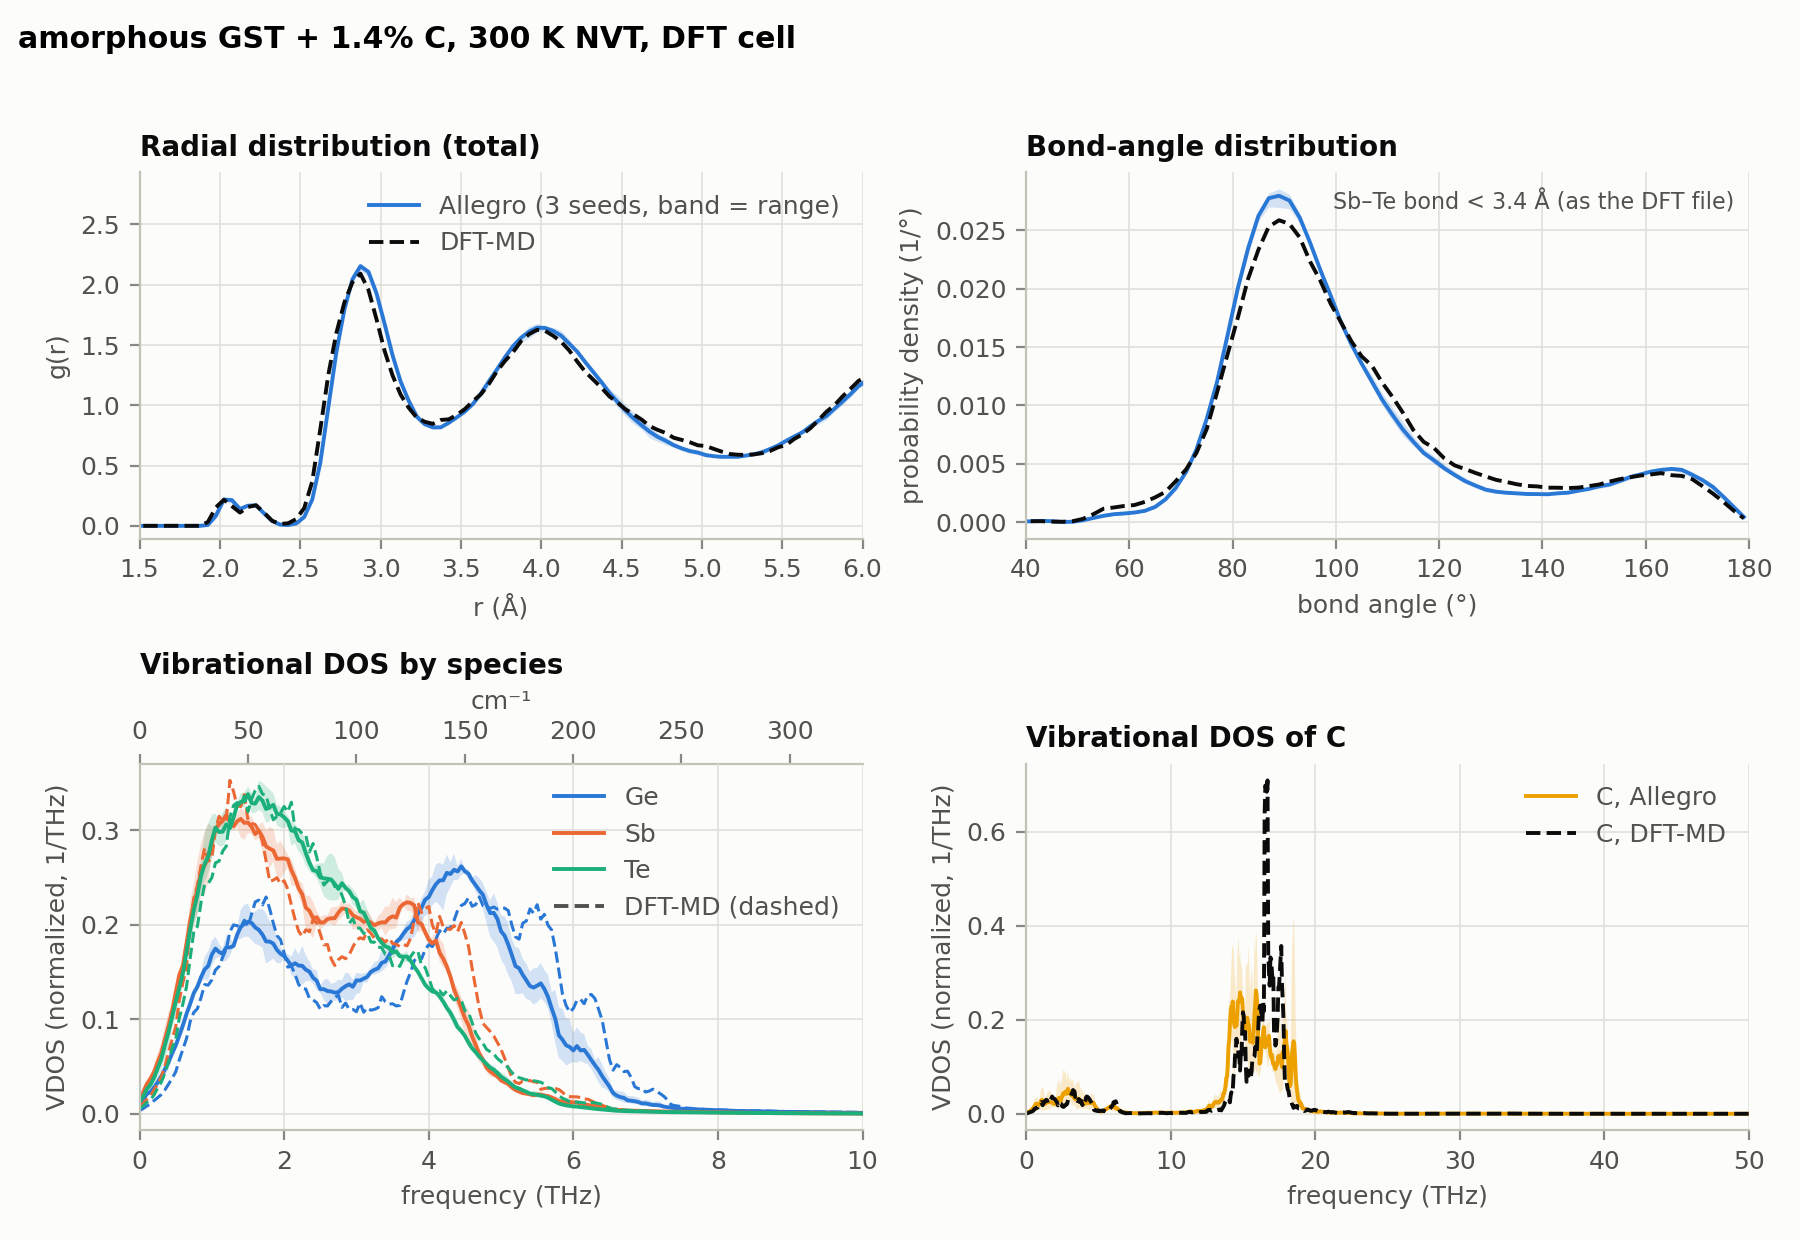 amorphous GST + 1.4% C, 300 K NVT, DFT cell
Radial distribution (total)
g(r)
2.5
2.0
1.5
1.0
0.5
0.0
Allegro (3 seeds, band = range)
DFT-MD
1.5 2.0 2.5 3.0 3.5 4.0 4.5 5.0 5.5 6.0
r (Å)
Bond-angle distribution
probability density (1/°)
0.025
0.020
0.015
0.010
0.005
0.000
Sb–Te bond < 3.4 Å (as the DFT file)
40 60 80 100 120 140 160 180
bond angle (°)
Vibrational DOS by species
cm⁻¹
0 50 100 150 200 250 300
VDOS (normalized, 1/THz)
0.3
0.2
0.1
0.0
Ge
Sb
Te
DFT-MD (dashed)
0 2 4 6 8 10
frequency (THz)
Vibrational DOS of C
VDOS (normalized, 1/THz)
0.6
0.4
0.2
0.0
C, Allegro
C, DFT-MD
0 10 20 30 40 50
frequency (THz)